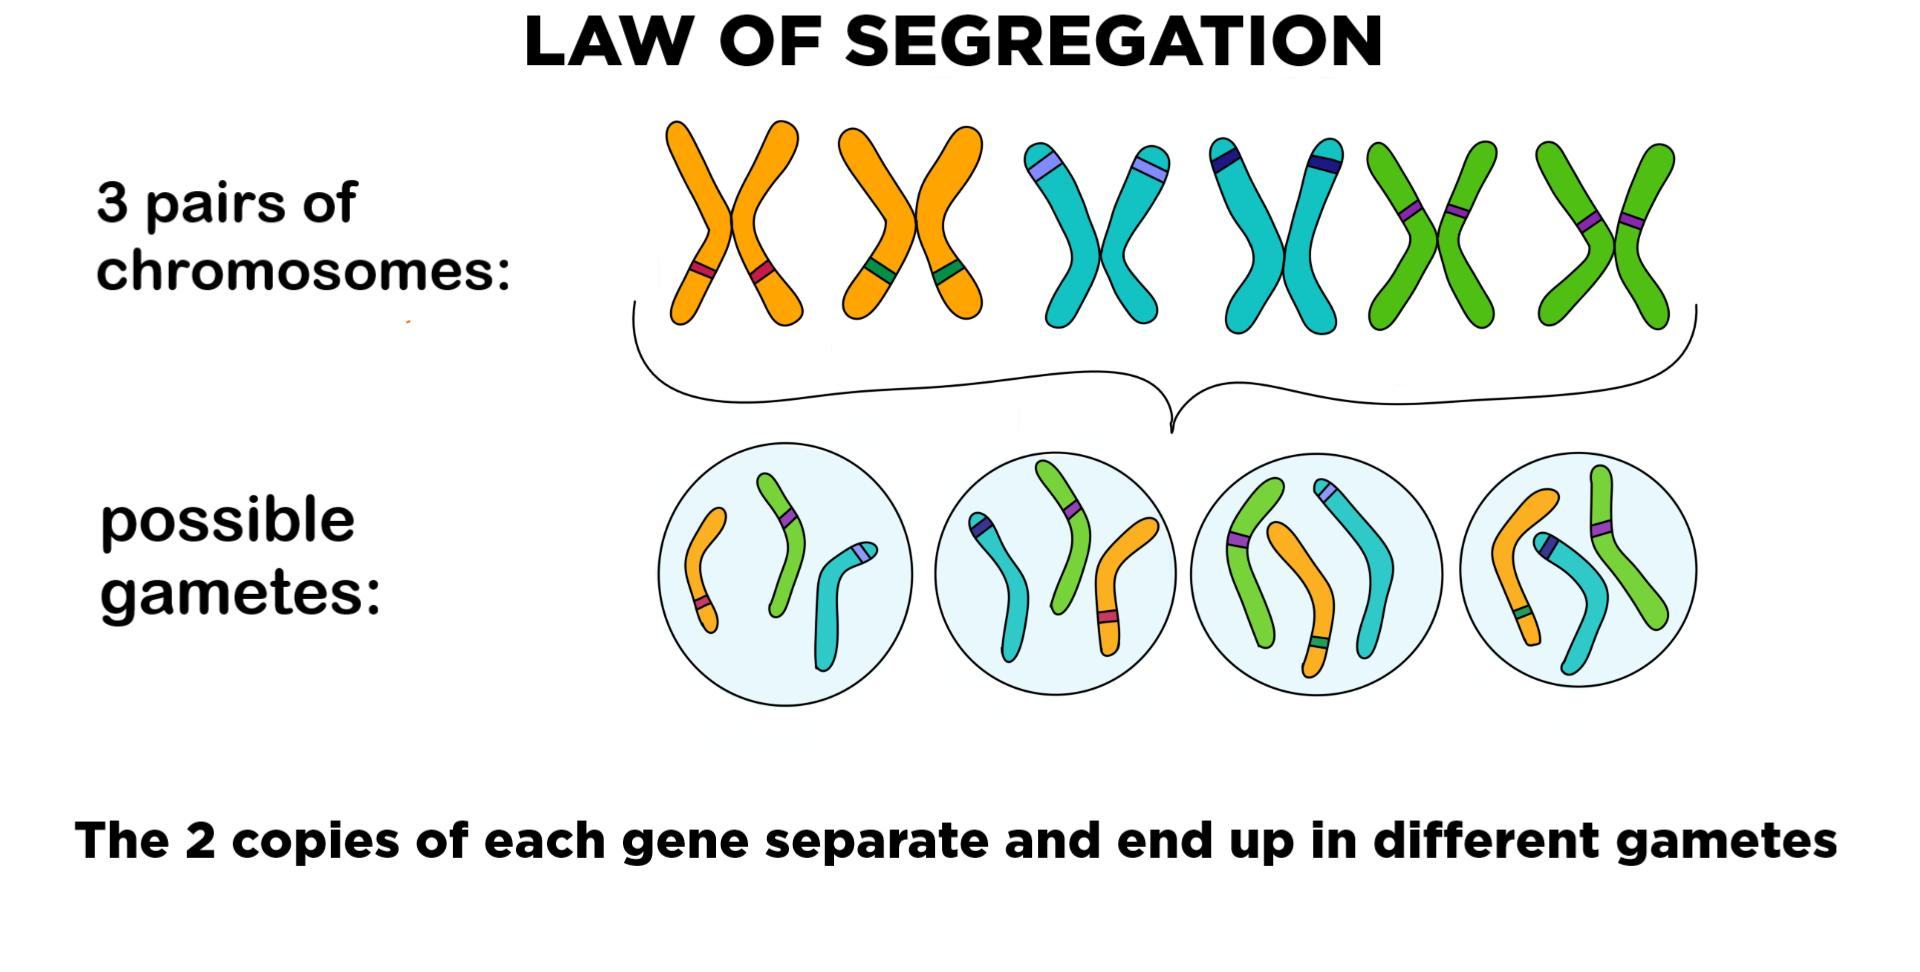 LAW OF SEGREGATION
3 pairs of
chromosomes:
possible
gametes:
The 2 copies of each gene separate and end up in different gametes